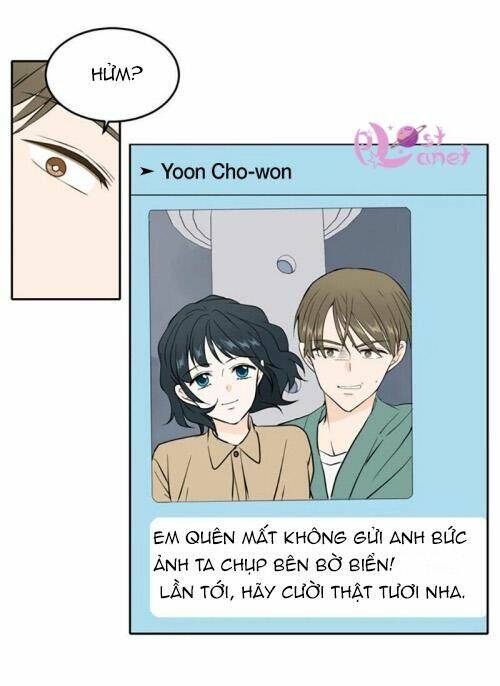 HỬM?
Lost
Planet
➤ Yoon Cho-won
EM QUÊN MẤT KHÔNG GỬI ANH BỨC
ẢNH TA CHỤP BÊN BỜ BIỂN!
LẦN TỚI, HÃY CƯỜI THẬT TƯƠI NHA.